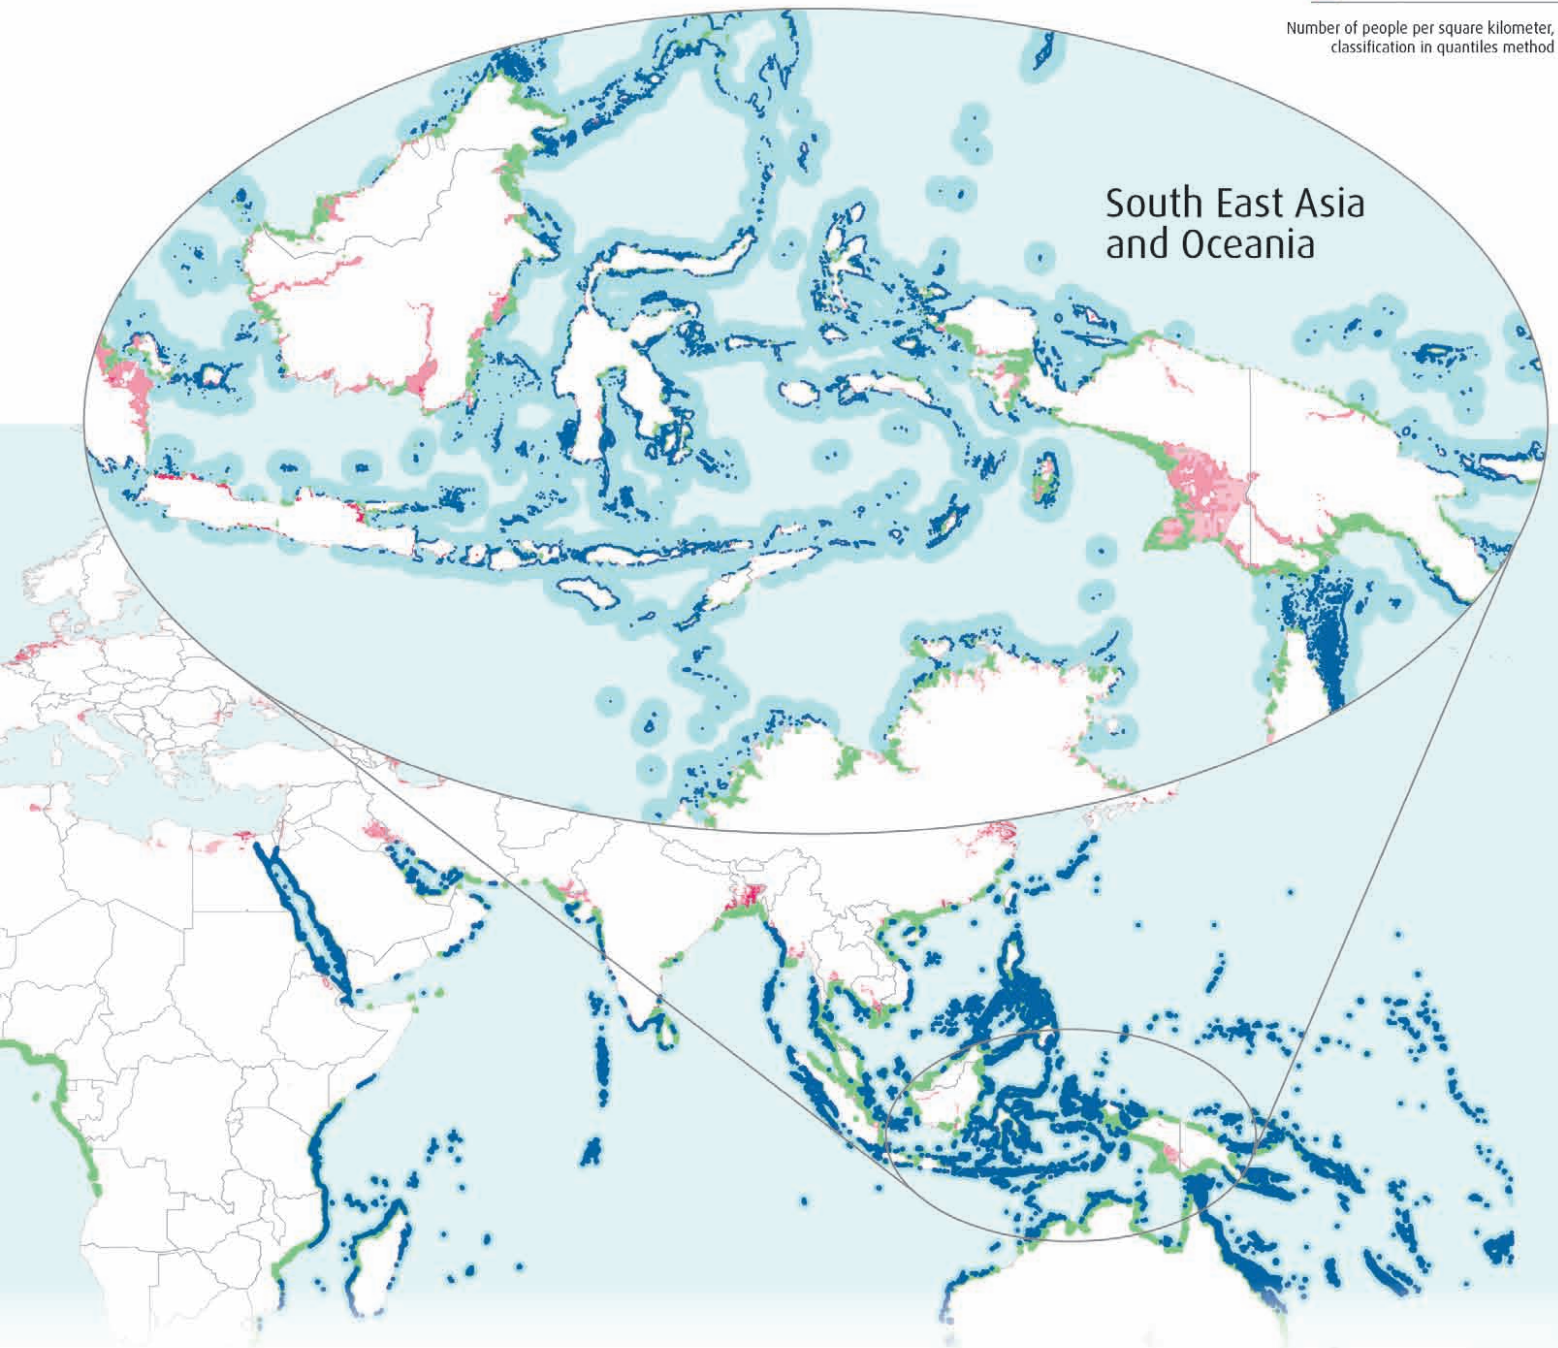 Number of people per square kilometer,
classification in quantiles method
South East Asia
and Oceania